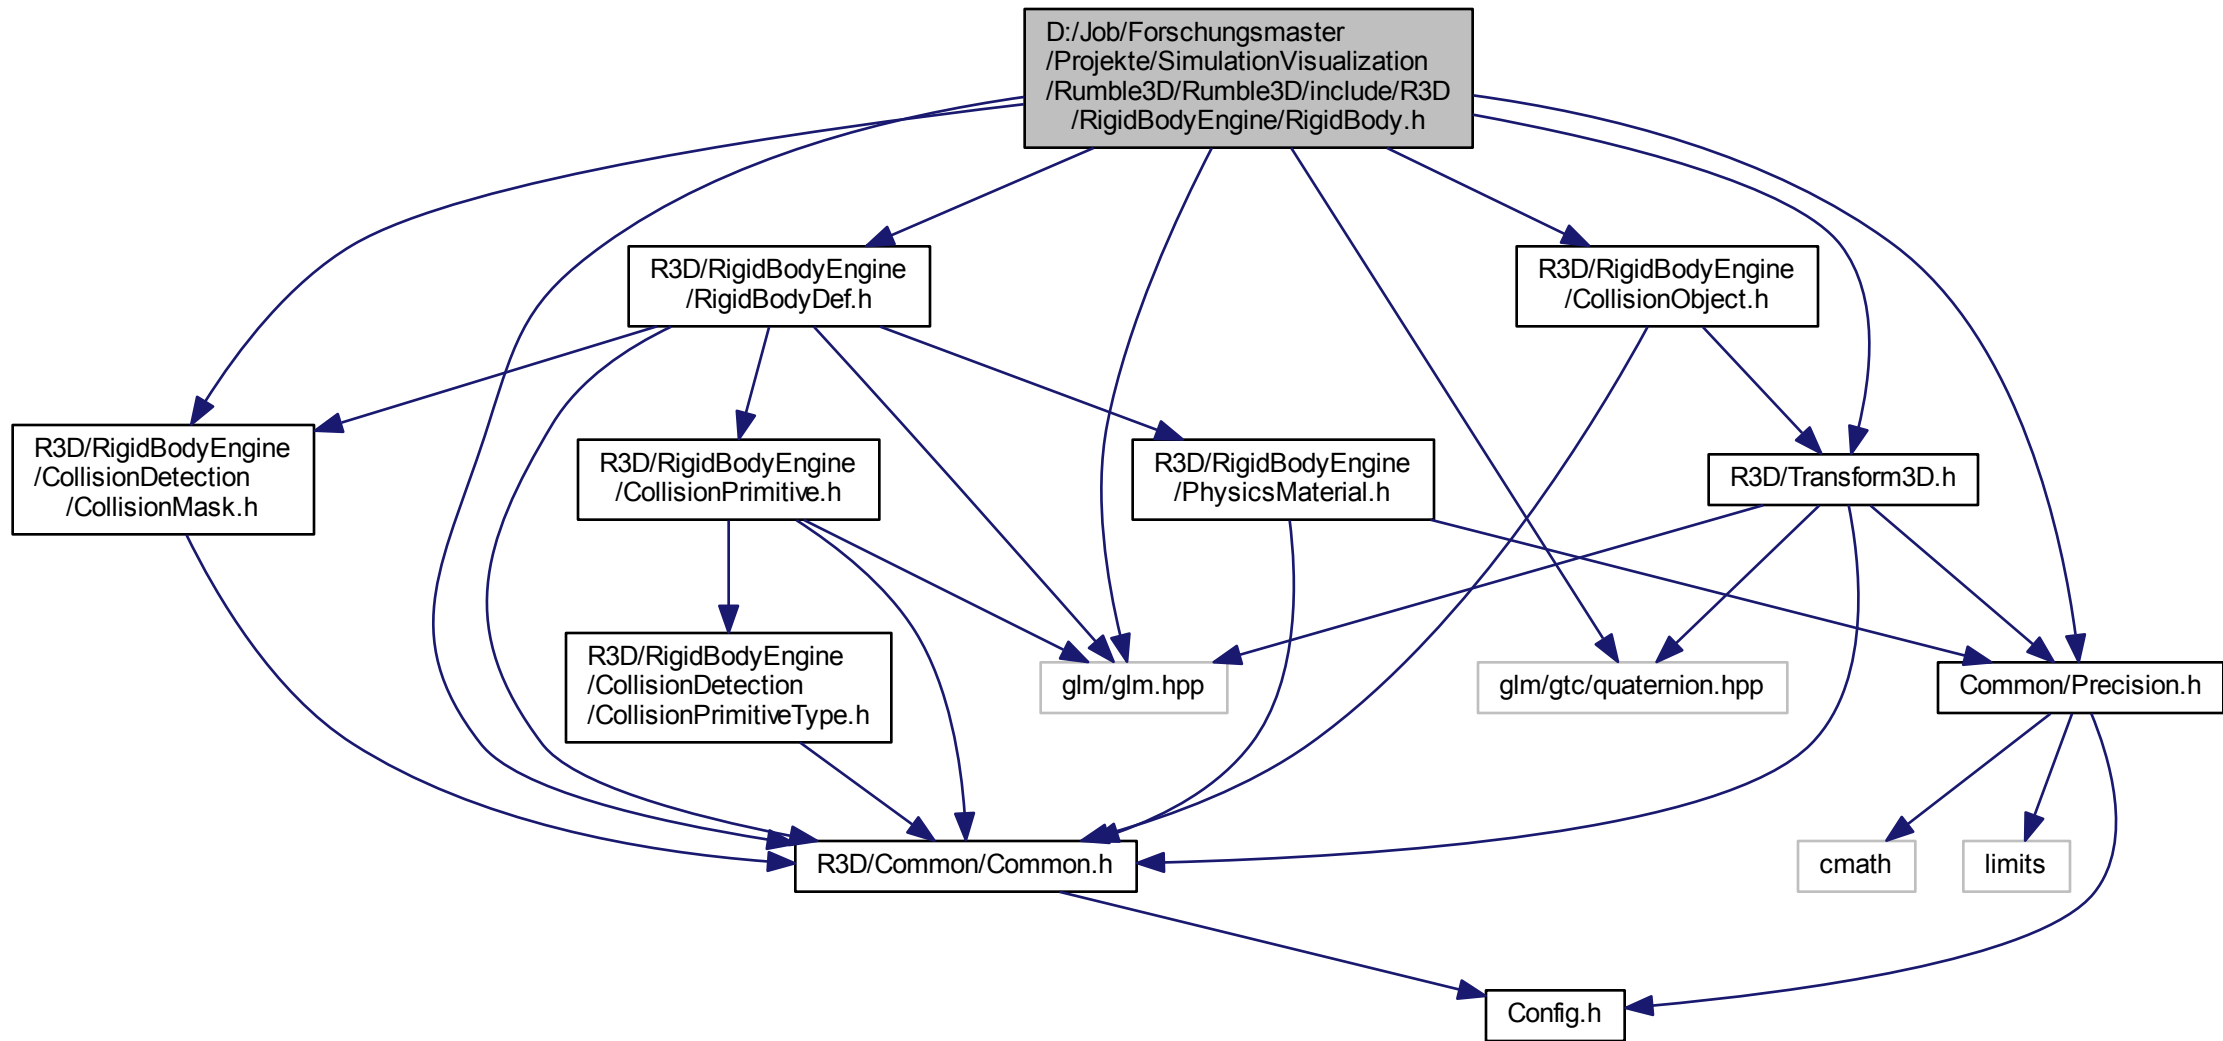 D:/Job/Forschungsmaster
/Projekte/SimulationVisualization
/Rumble3D/Rumble3D/include/R3D
/RigidBodyEngine/RigidBody.h
R3D/RigidBodyEngine
/RigidBodyDef.h
R3D/RigidBodyEngine
/CollisionObject.h
R3D/RigidBodyEngine
/CollisionDetection
/CollisionMask.h
R3D/RigidBodyEngine
/CollisionPrimitive.h
R3D/RigidBodyEngine
/PhysicsMaterial.h
R3D/Transform3D.h
R3D/RigidBodyEngine
/CollisionDetection
/CollisionPrimitiveType.h
glm/glm.hpp
glm/gtc/quaternion.hpp
Common/Precision.h
R3D/Common/Common.h
cmath
limits
Config.h